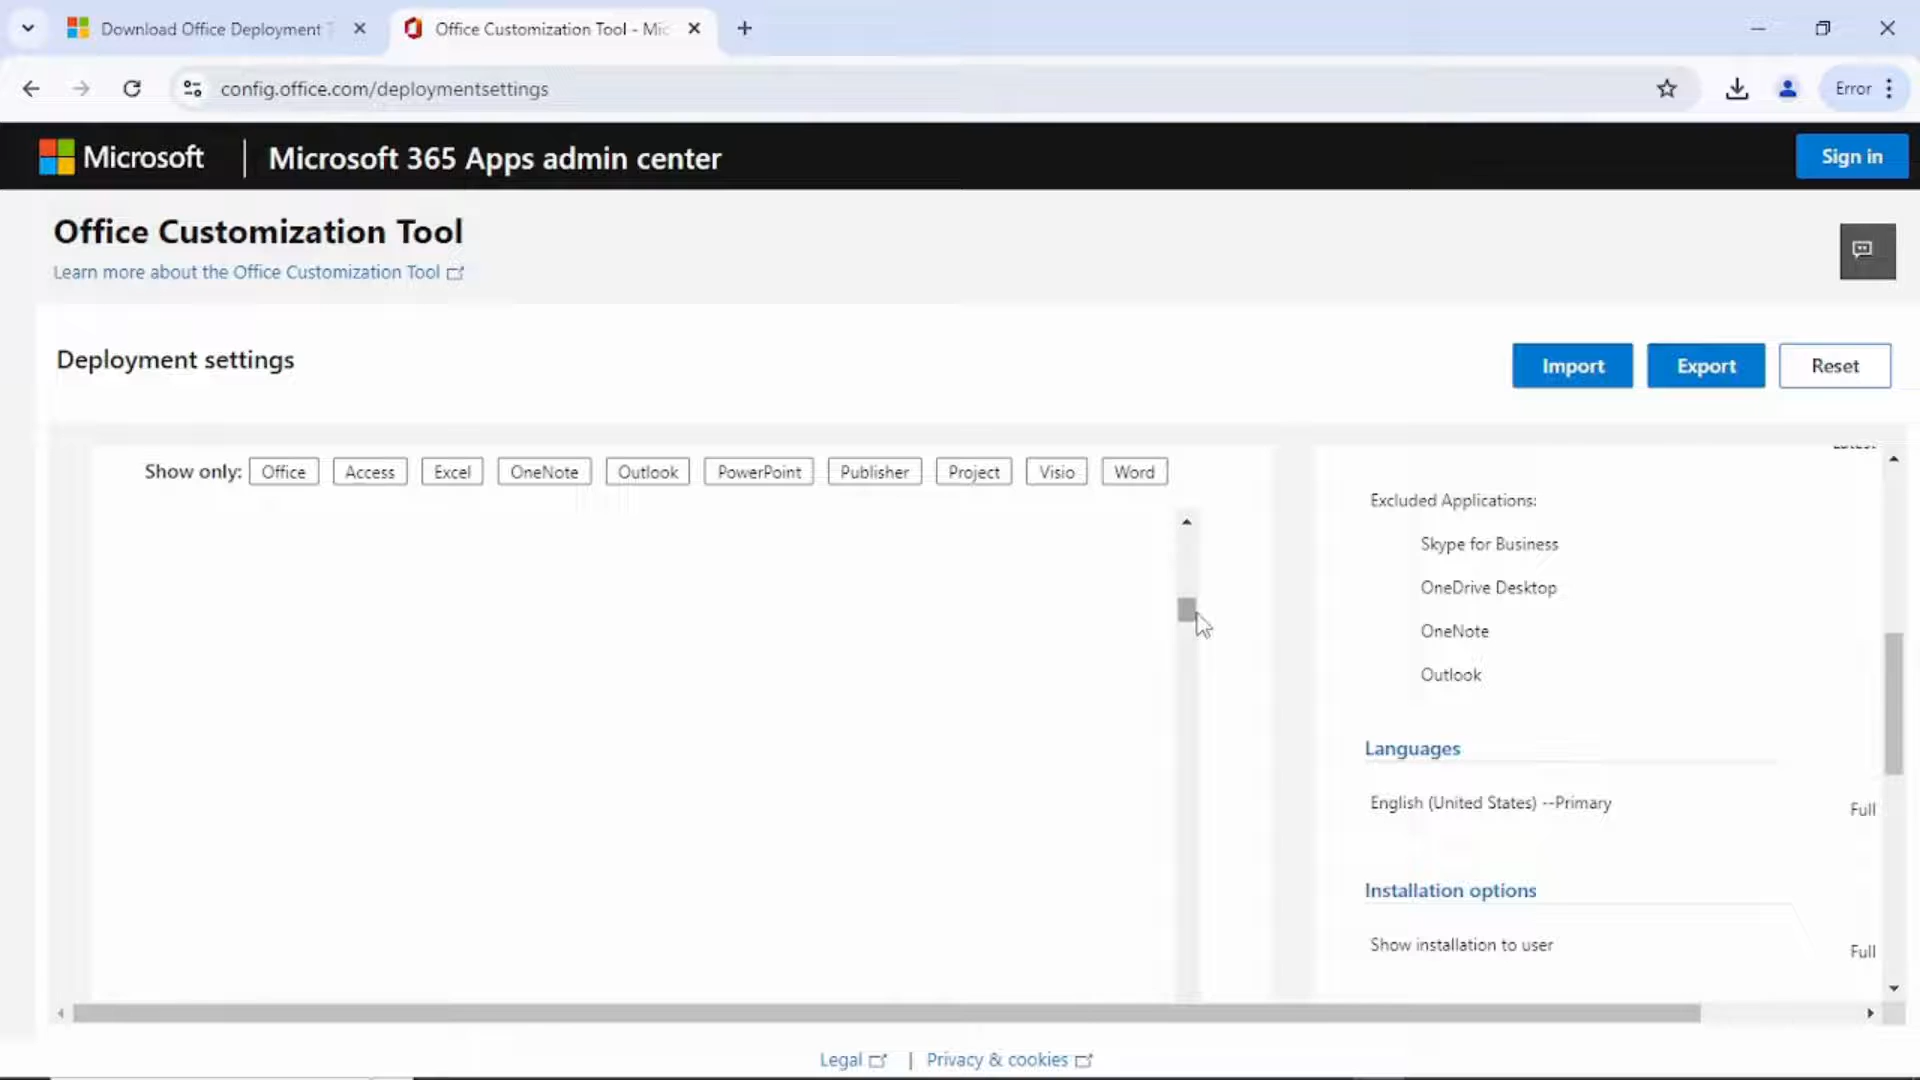 Download Office Deployment T
Office Customization Tool - Mic
config.office.com/deploymentsettings
Error
Microsoft
Microsoft 365 Apps admin center
Sign in
Office Customization Tool
Learn more about the Office Customization Tool
Deployment settings
Import
Export
Reset
Show only: Office Access Excel OneNote Outlook PowerPoint Publisher Project Visio Word
Excluded Applications:
Skype for Business
OneDrive Desktop
OneNote
Outlook
Languages
English (United States) --Primary
Full
Installation options
Show installation to user
Full
Legal | Privacy & cookies